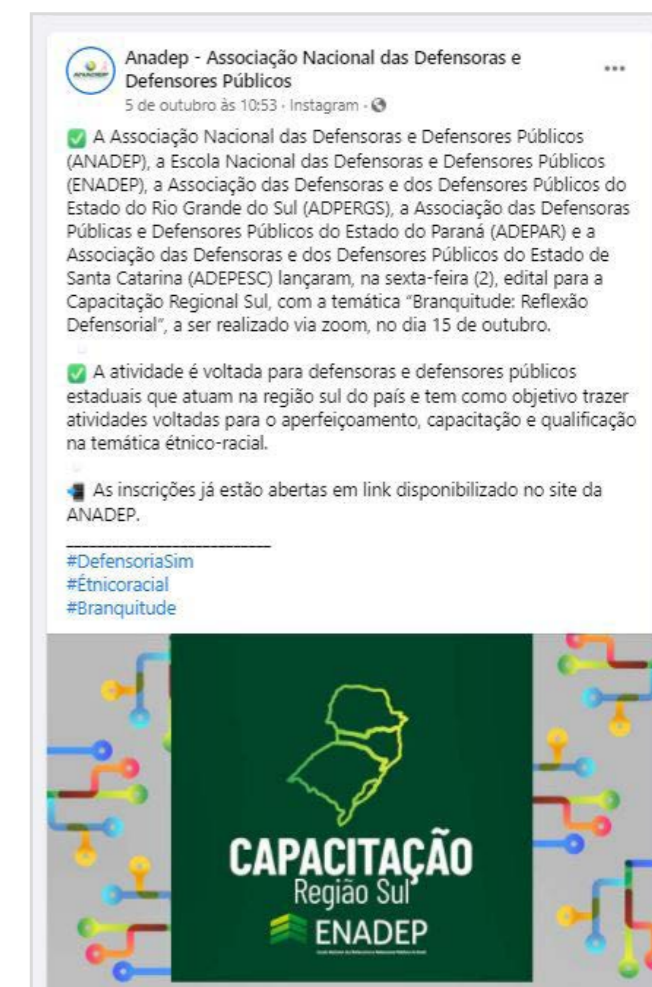 Anadep - Associação Nacional das Defensoras e
Defensores Públicos
5 de outubro às 10:53 · Instagram ·
✅ A Associação Nacional das Defensoras e Defensores Públicos
(ANADEP), a Escola Nacional das Defensoras e Defensores Públicos
(ENADEP), a Associação das Defensoras e dos Defensores Públicos do
Estado do Rio Grande do Sul (ADPERGS), a Associação das Defensoras
Públicas e Defensores Públicos do Estado do Paraná (ADEPAR) e a
Associação das Defensoras e dos Defensores Públicos do Estado de
Santa Catarina (ADEPESC) lançaram, na sexta-feira (2), edital para a
Capacitação Regional Sul, com a temática "Branquitude: Reflexão
Defensorial", a ser realizado via zoom, no dia 15 de outubro.
✅ A atividade é voltada para defensoras e defensores públicos
estaduais que atuam na região sul do país e tem como objetivo trazer
atividades voltadas para o aperfeiçoamento, capacitação e qualificação
na temática étnico-racial.
📲 As inscrições já estão abertas em link disponibilizado no site da
ANADEP.
___________________________
#DefensoriaSim
#Étnicoracial
#Branquitude
CAPACITAÇÃO
Região Sul
ENADEP